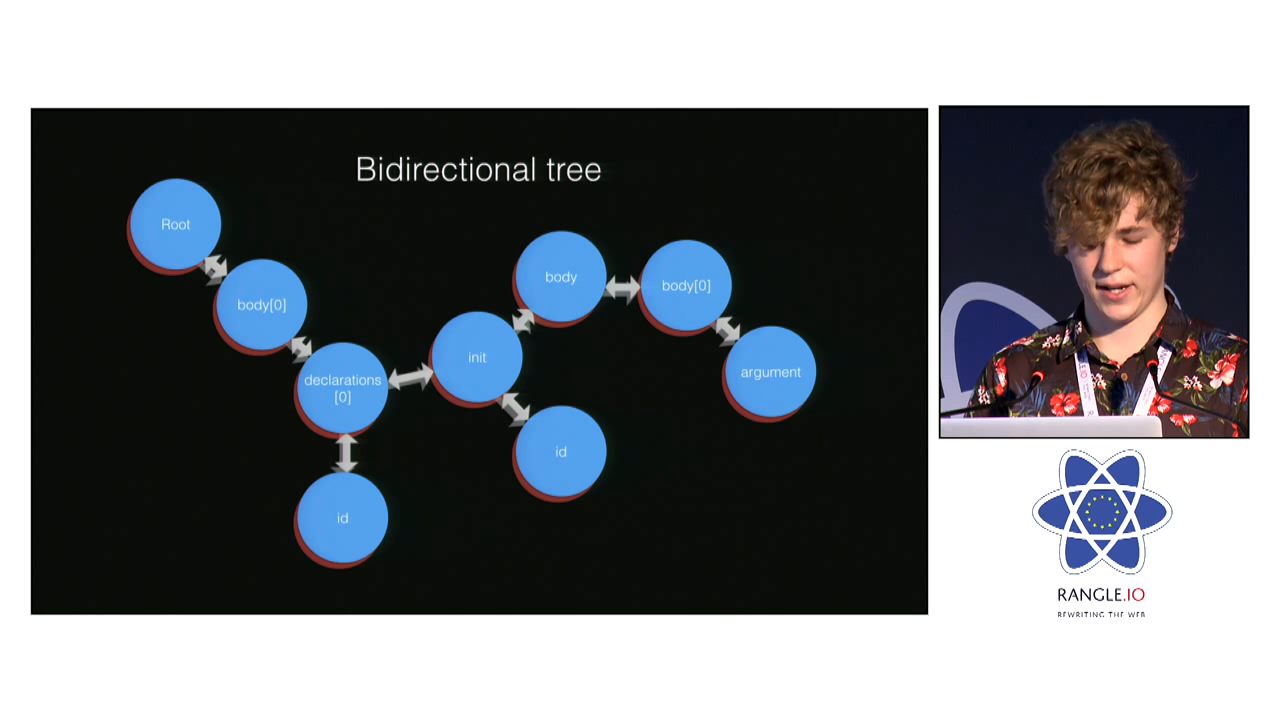 Bidirectional tree
Root
body[0]
declarations
[0]
id
init
id
body
body[0]
argument
RANGLE.IO
REWRITING THE WEB